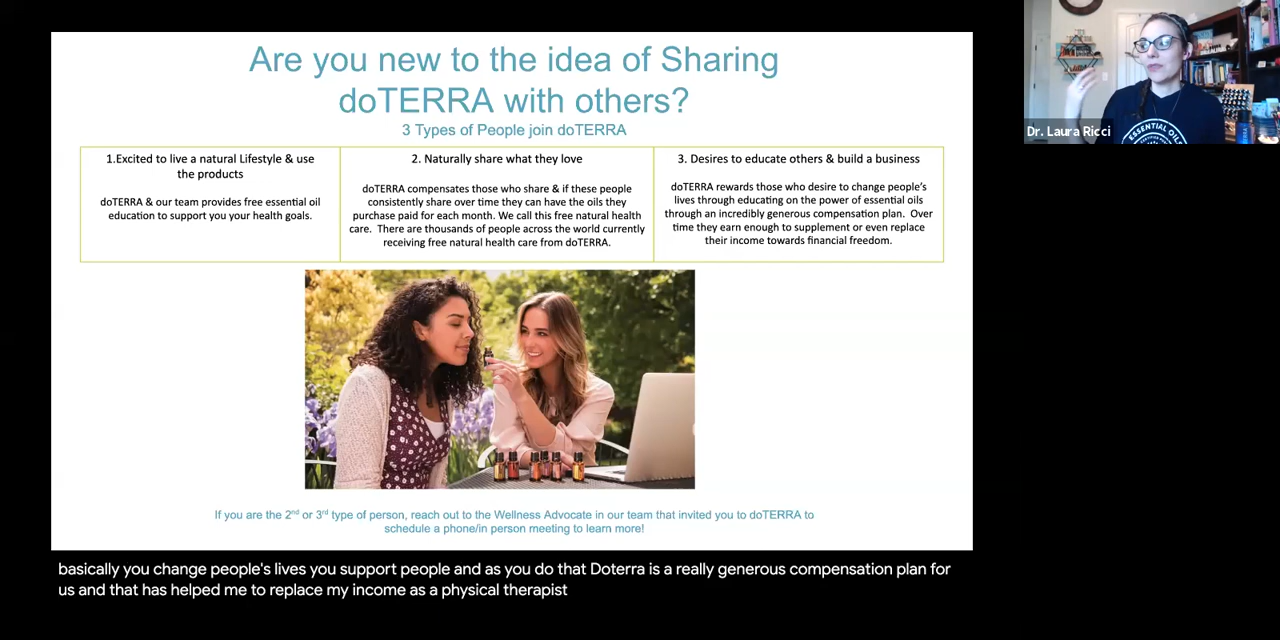 Are you new to the idea of Sharing
doTERRA with others?
3 Types of People join doTERRA
1.Excited to live a natural Lifestyle & use
the products
doTERRA & our team provides free essential oil
education to support you your health goals.
2. Naturally share what they love
doTERRA compensates those who share & if these people
consistently share over time they can have the oils they
purchase paid for each month. We call this free natural health
care. There are thousands of people across the world currently
receiving free natural health care from doTERRA.
3. Desires to educate others & build a business
doTERRA rewards those who desire to change people's
lives through educating on the power of essential oils
through an incredibly generous compensation plan. Over
time they earn enough to supplement or even replace
their income towards financial freedom.
If you are the 2nd or 3rd type of person, reach out to the Wellness Advocate in our team that invited you to doTERRA to
schedule a phone/in person meeting to learn more!
Dr. Laura Ricci
ESSENTIAL OILS
basically you change people's lives you support people and as you do that Doterra is a really generous compensation plan for
us and that has helped me to replace my income as a physical therapist